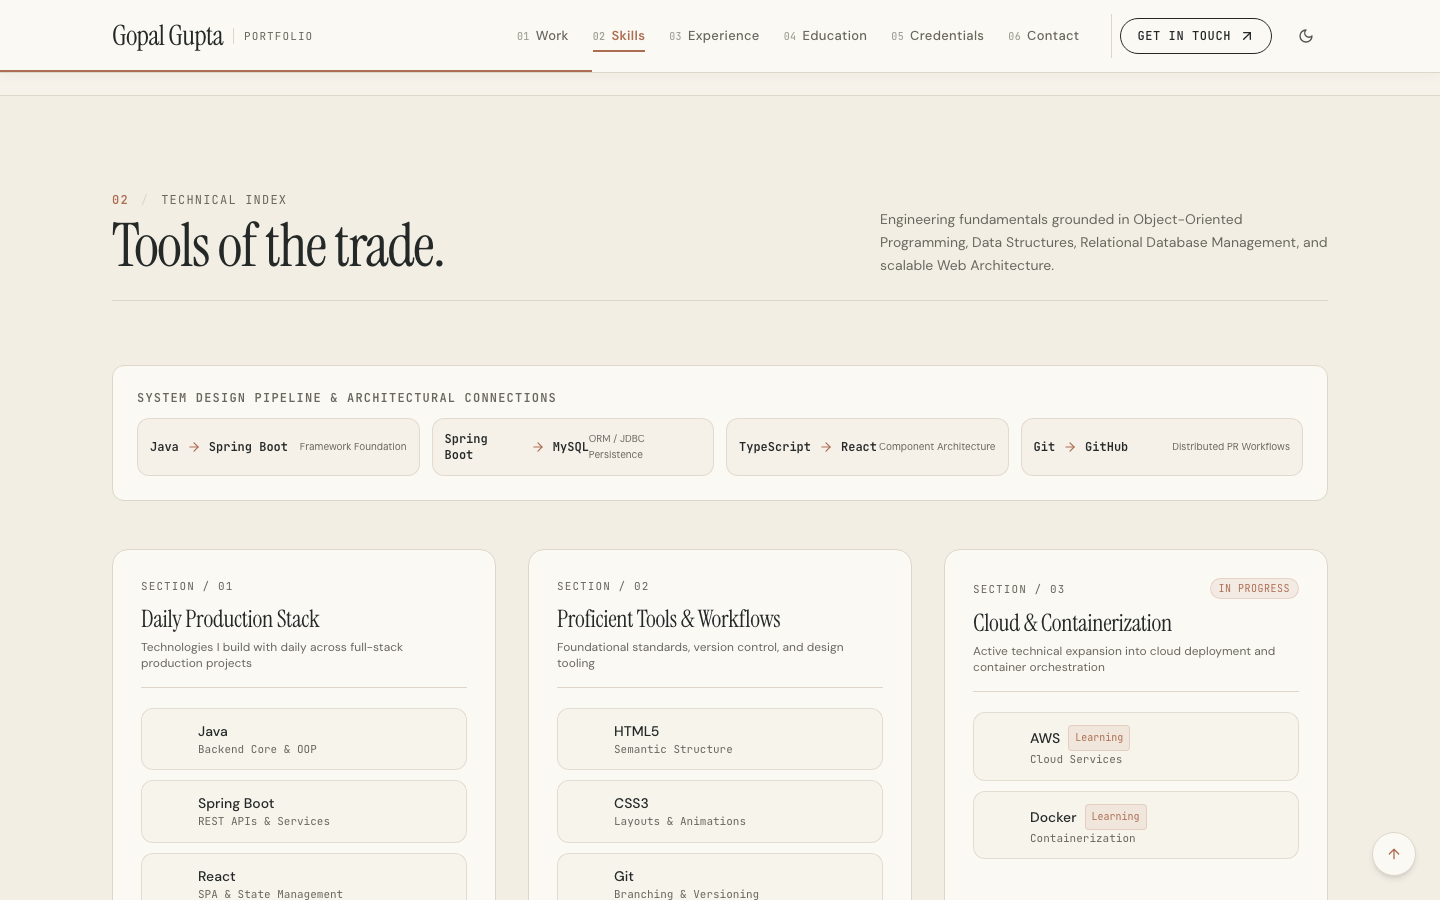 Gopal Gupta
PORTFOLIO
01 Work
02 Skills
03 Experience
04 Education
05 Credentials
06 Contact
GET IN TOUCH
02 / TECHNICAL INDEX
Tools of the trade.
Engineering fundamentals grounded in Object-Oriented
Programming, Data Structures, Relational Database Management, and
scalable Web Architecture.
SYSTEM DESIGN PIPELINE & ARCHITECTURAL CONNECTIONS
Java → Spring Boot Framework Foundation
Spring
Boot → MySQL ORM / JDBC
Persistence
TypeScript → React Component Architecture
Git → GitHub Distributed PR Workflows
SECTION / 01
Daily Production Stack
Technologies I build with daily across full-stack
production projects
Java
Backend Core & OOP
Spring Boot
REST APIs & Services
React
SPA & State Management
SECTION / 02
Proficient Tools & Workflows
Foundational standards, version control, and design
tooling
HTML5
Semantic Structure
CSS3
Layouts & Animations
Git
Branching & Versioning
SECTION / 03
IN PROGRESS
Cloud & Containerization
Active technical expansion into cloud deployment and
container orchestration
AWS Learning
Cloud Services
Docker Learning
Containerization